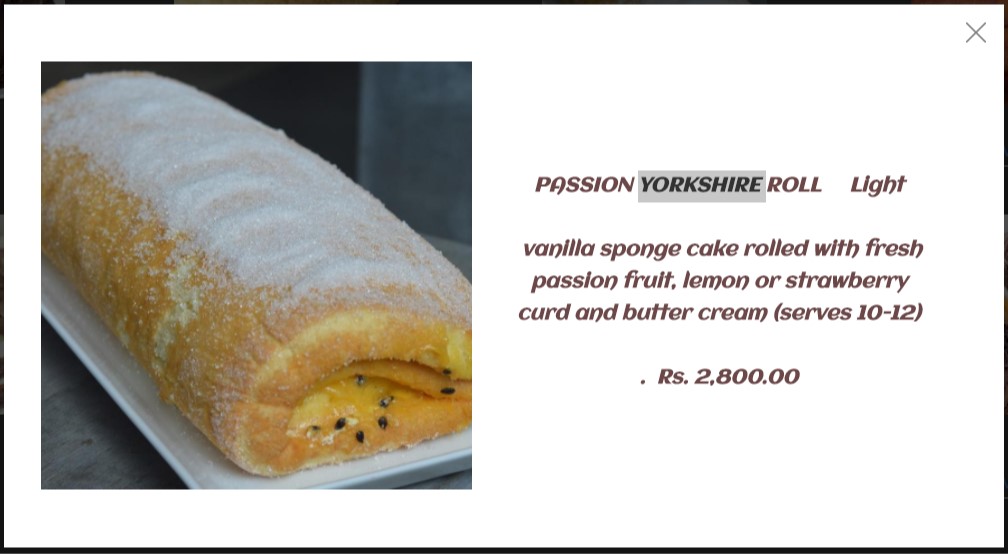 PASSION YORKSHIRE ROLL Light
vanilla sponge cake rolled with fresh
passion fruit, lemon or strawberry
curd and butter cream (serves 10-12)
. Rs. 2,800.00